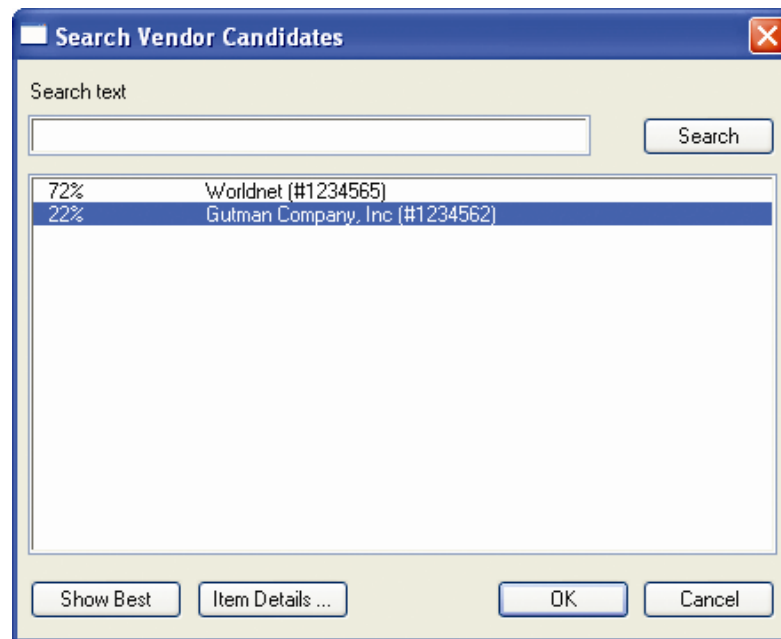 Search Vendor Candidates
Search text
Search
72% Worldnet (#1234565)
22% Gutman Company, Inc (#1234562)
Show Best Item Details ... OK Cancel